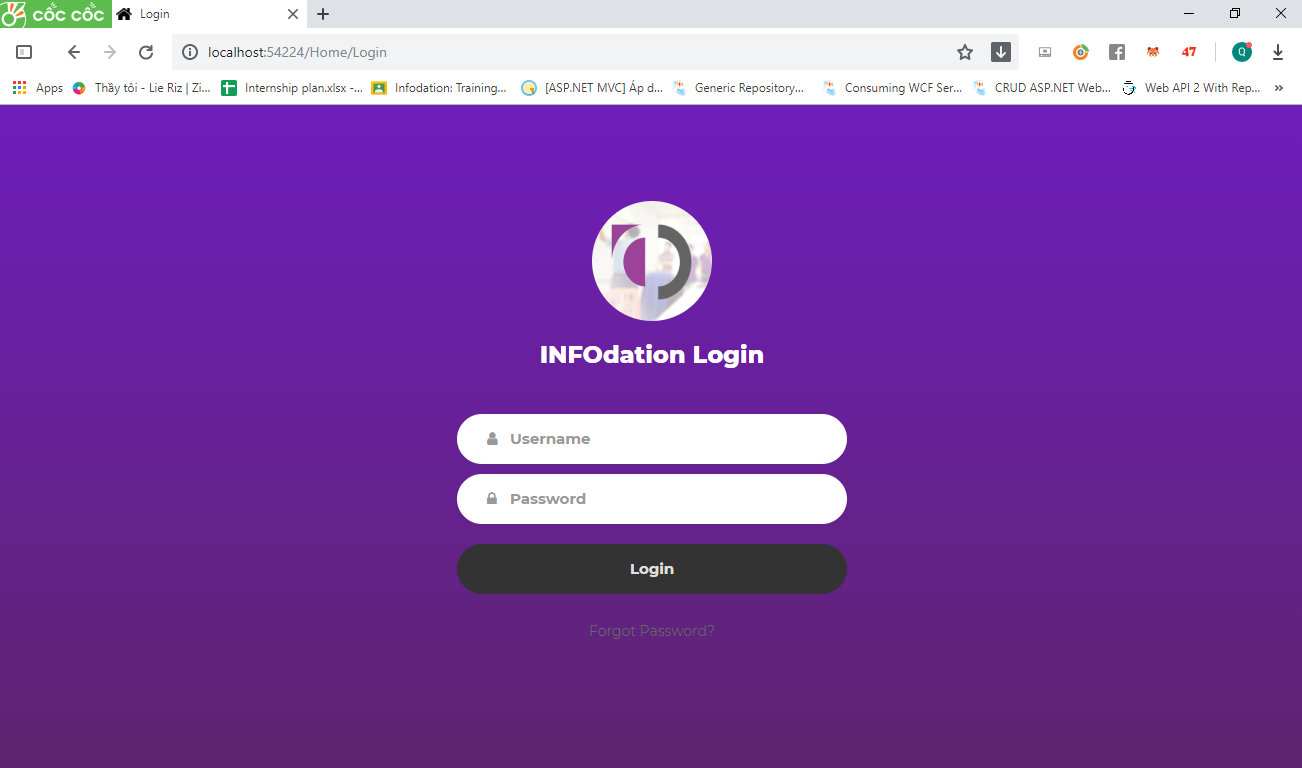 cốc cốc Login
localhost:54224/Home/Login 47 Q
Apps Thầy tôi - Lie Riz | Zi... Internship plan.xlsx -... Infodation: Training... [ASP.NET MVC] Áp d... Generic Repository... Consuming WCF Ser... CRUD ASP.NET Web... Web API 2 With Rep... »
INFOdation Login
Username
Password
Login
Forgot Password?